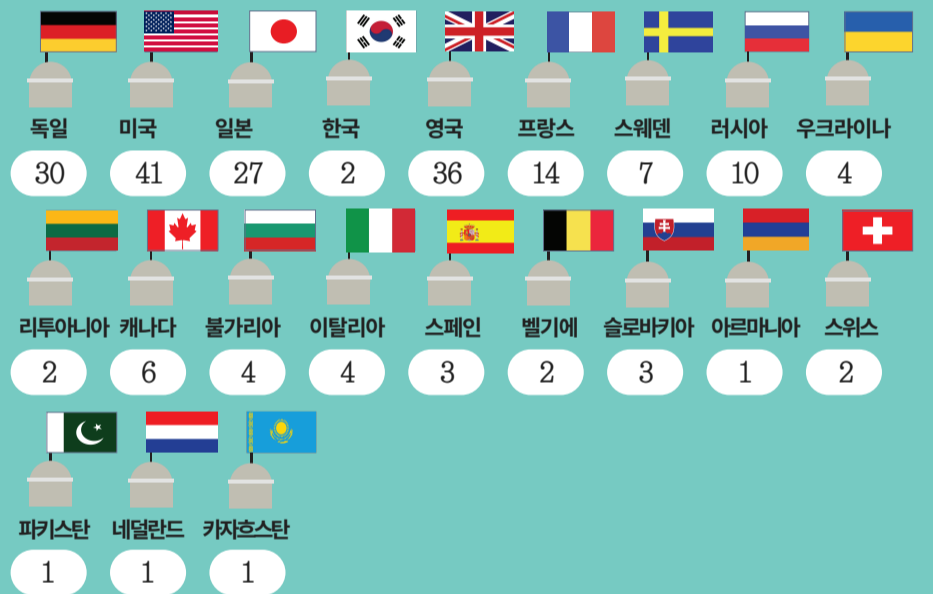 독일 미국 일본 한국 영국 프랑스 스웨덴 러시아 우크라이나
30 41 27 2 36 14 7 10 4
리투아니아 캐나다 불가리아 이탈리아 스페인 벨기에 슬로바키아 아르마니아 스위스
2 6 4 4 3 2 3 1 2
파키스탄 네덜란드 카자흐스탄
1 1 1